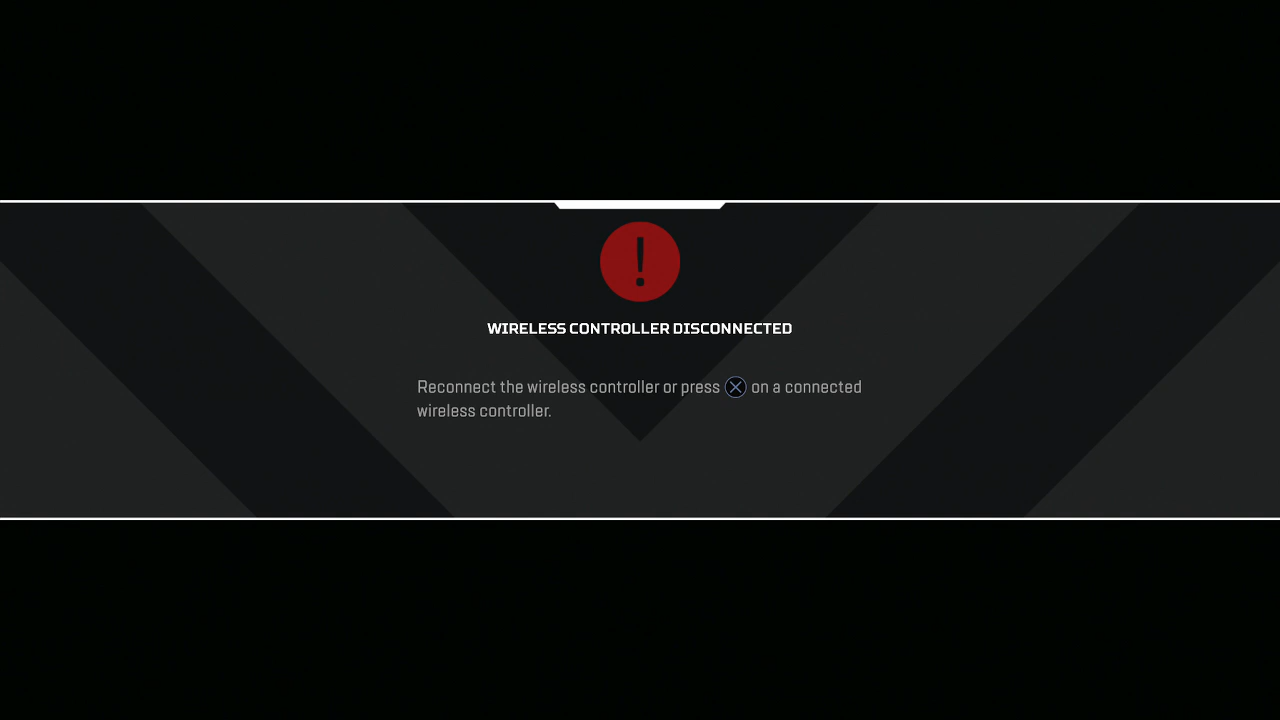 WIRELESS CONTROLLER DISCONNECTED
Reconnect the wireless controller or press ⊗ on a connected
wireless controller.